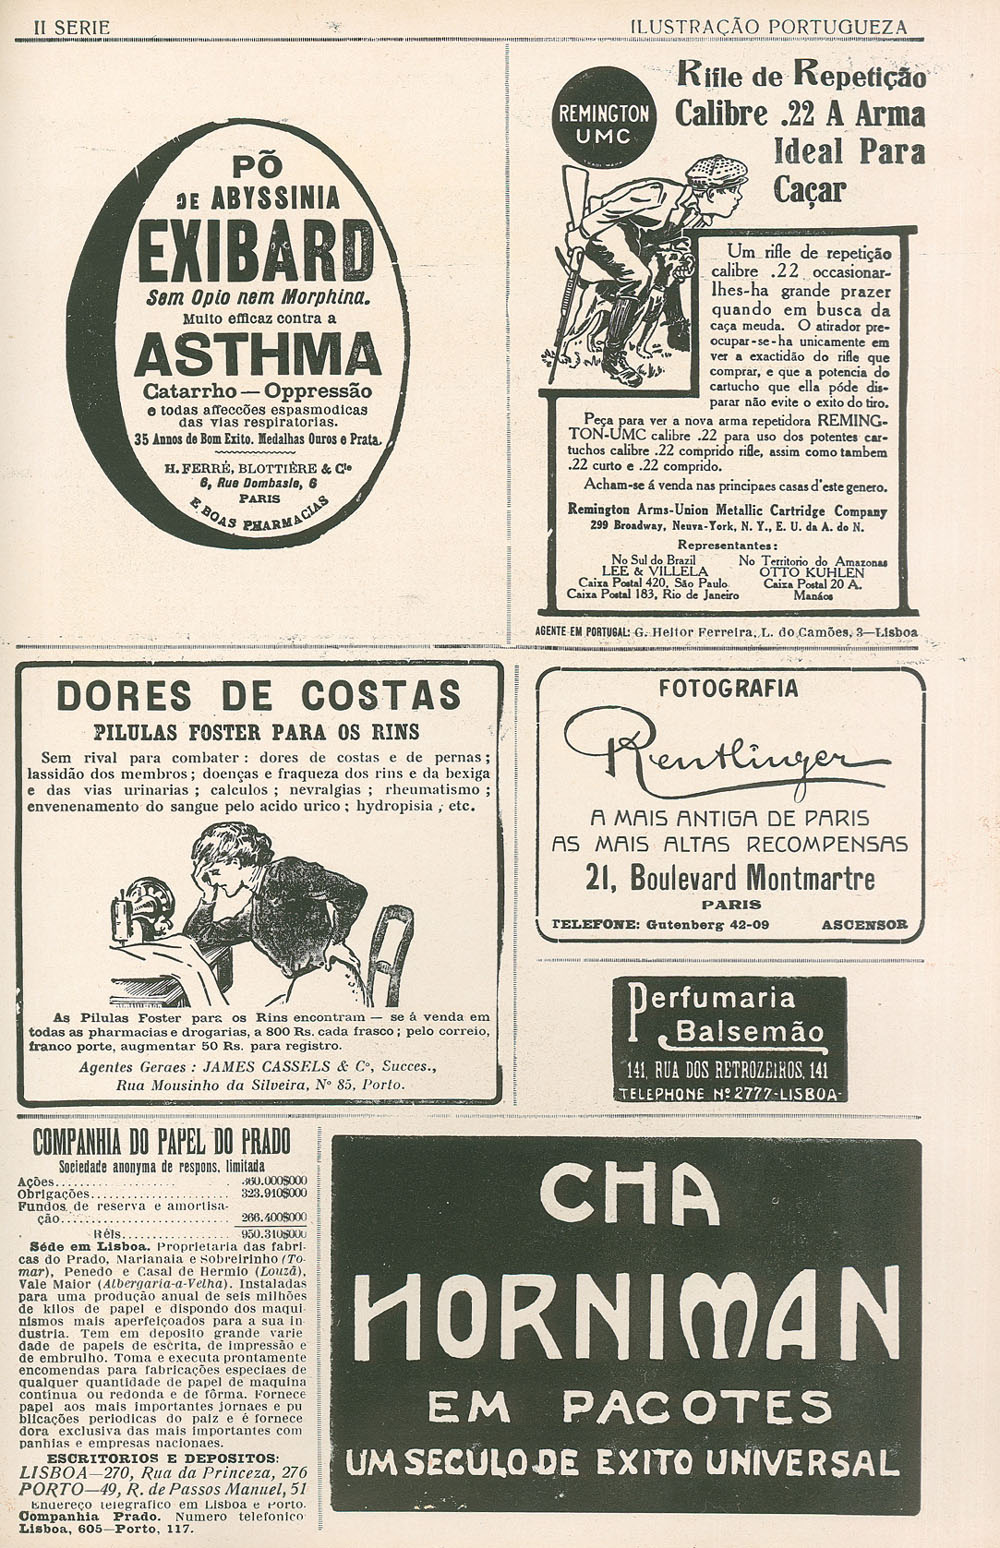 II SERIE
ILUSTRAÇÃO PORTUGUEZA
PÕ
DE ABYSSINIA
EXIBARD
Sem Opio nem Morphina.
Muito efficaz contra a
ASTHMA
Catarrho — Oppressão
e todas affecções espasmodicas
das vias respiratorias.
35 Annos de Bom Exito. Medalhas Ouros e Prata.
H. FERRÉ, BLOTTIÈRE & Cie
6, Rue Dombasle, 6
PARIS
E BOAS PHARMACIAS
REMINGTON
UMC
Rifle de Repetição
Calibre .22 A Arma
Ideal Para
Caçar
Um rifle de repetição
calibre .22 occasionar-
lhes-ha grande prazer
quando em busca da
caça meuda. O atirador pre-
ocupar-se-ha unicamente em
ver a exactidão do rifle que
comprar, e que a potencia do
cartucho que ella póde dis-
parar não evite o exito do tiro.
Peça para ver a nova arma repetidora REMING-
TON-UMC calibre .22 para uso dos potentes car-
tuchos calibre .22 comprido rifle, assim como tambem
.22 curto e .22 comprido.
Acham-se á venda nas principaes casas d'este genero.
Remington Arms-Union Metallic Cartridge Company
299 Broadway, Neuva-York, N. Y., E. U. da A. do N.
Representantes:
No Sul do Brazil
LEE & VILLELA
Caixa Postal 420, São Paulo
Caixa Postal 183, Rio de Janeiro
No Territorio do Amazonas
OTTO KUHLEN
Caixa Postal 20 A.
Manáos
AGENTE EM PORTUGAL: G. Heitor Ferreira, L. do Camões, 3—Lisboa
DORES DE COSTAS
PILULAS FOSTER PARA OS RINS
Sem rival para combater : dores de costas e de pernas ;
lassidão dos membros ; doenças e fraqueza dos rins e da bexiga
e das vias urinarias ; calculos ; nevralgias ; rheumatismo ;
envenenamento do sangue pelo acido urico ; hydropisia ; etc.
As Pilulas Foster para os Rins encontram — se á venda em
todas as pharmacias e drogarias, a 800 Rs. cada frasco ; pelo correio,
franco porte, augmentar 50 Rs. para registro.
Agentes Geraes : JAMES CASSELS & Co, Succes.,
Rua Mousinho da Silveira, No 85, Porto.
FOTOGRAFIA
Reutlinger
A MAIS ANTIGA DE PARIS
AS MAIS ALTAS RECOMPENSAS
21, Boulevard Montmartre
PARIS
TELEFONE: Gutenberg 42-09 ASCENSOR
Perfumaria
Balsemão
141, RUA DOS RETROZEIROS, 141
TELEPHONE Nº 2777-LISBOA-
COMPANHIA DO PAPEL DO PRADO
Sociedade anonyma de respons. limitada
Ações.................... 360.000$000
Obrigações.................... 323.910$000
Fundos de reserva e amortisa-
ção.................... 266.400$000
Réis.................... 950.310$000
Séde em Lisboa. Proprietaria das fabri-
cas do Prado, Marianaia e Sobreirinho (To-
mar), Penedo e Casal de Hermio (Louzã),
Vale Maior (Albergaria-a-Velha). Instaladas
para uma produção anual de seis milhões
de kilos de papel e dispondo dos maqui-
nismos mais aperfeiçoados para a sua in-
dustria. Tem em deposito grande varie
dade de papeis de escrita, de impressão e
de embrulho. Toma e executa prontamente
encomendas para fabricações especiaes de
qualquer quantidade de papel de maquina
continua ou redonda e de fôrma. Fornece
papel aos mais importantes jornaes e pu
blicações periodicas do paiz e é fornece
dora exclusiva das mais importantes com
panhias e empresas nacionaes.
ESCRITORIOS E DEPOSITOS:
LISBOA—270, Rua da Princeza, 276
PORTO—49, R. de Passos Manuel, 51
Endereço telegrafico em Lisboa e Porto.
Companhia Prado. Numero telefonico
Lisboa, 605—Porto, 117.
CHA
HORNIMAN
EM PACOTES
UM SECULO DE EXITO UNIVERSAL